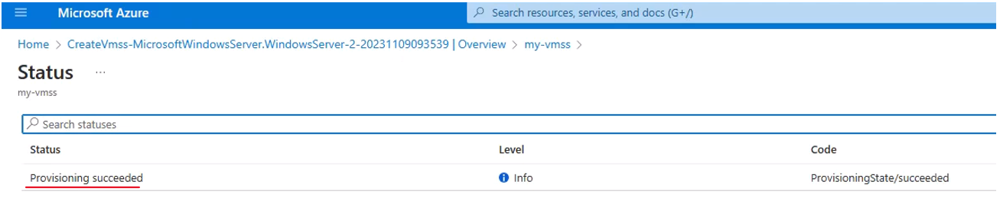 Microsoft Azure
Search resources, services, and docs (G+/)
Home > CreateVmss-MicrosoftWindowsServer.WindowsServer-2-20231109093539 | Overview > my-vmss >
Status ...
my-vmss
Search statuses
Status Level Code
Provisioning succeeded Info ProvisioningState/succeeded